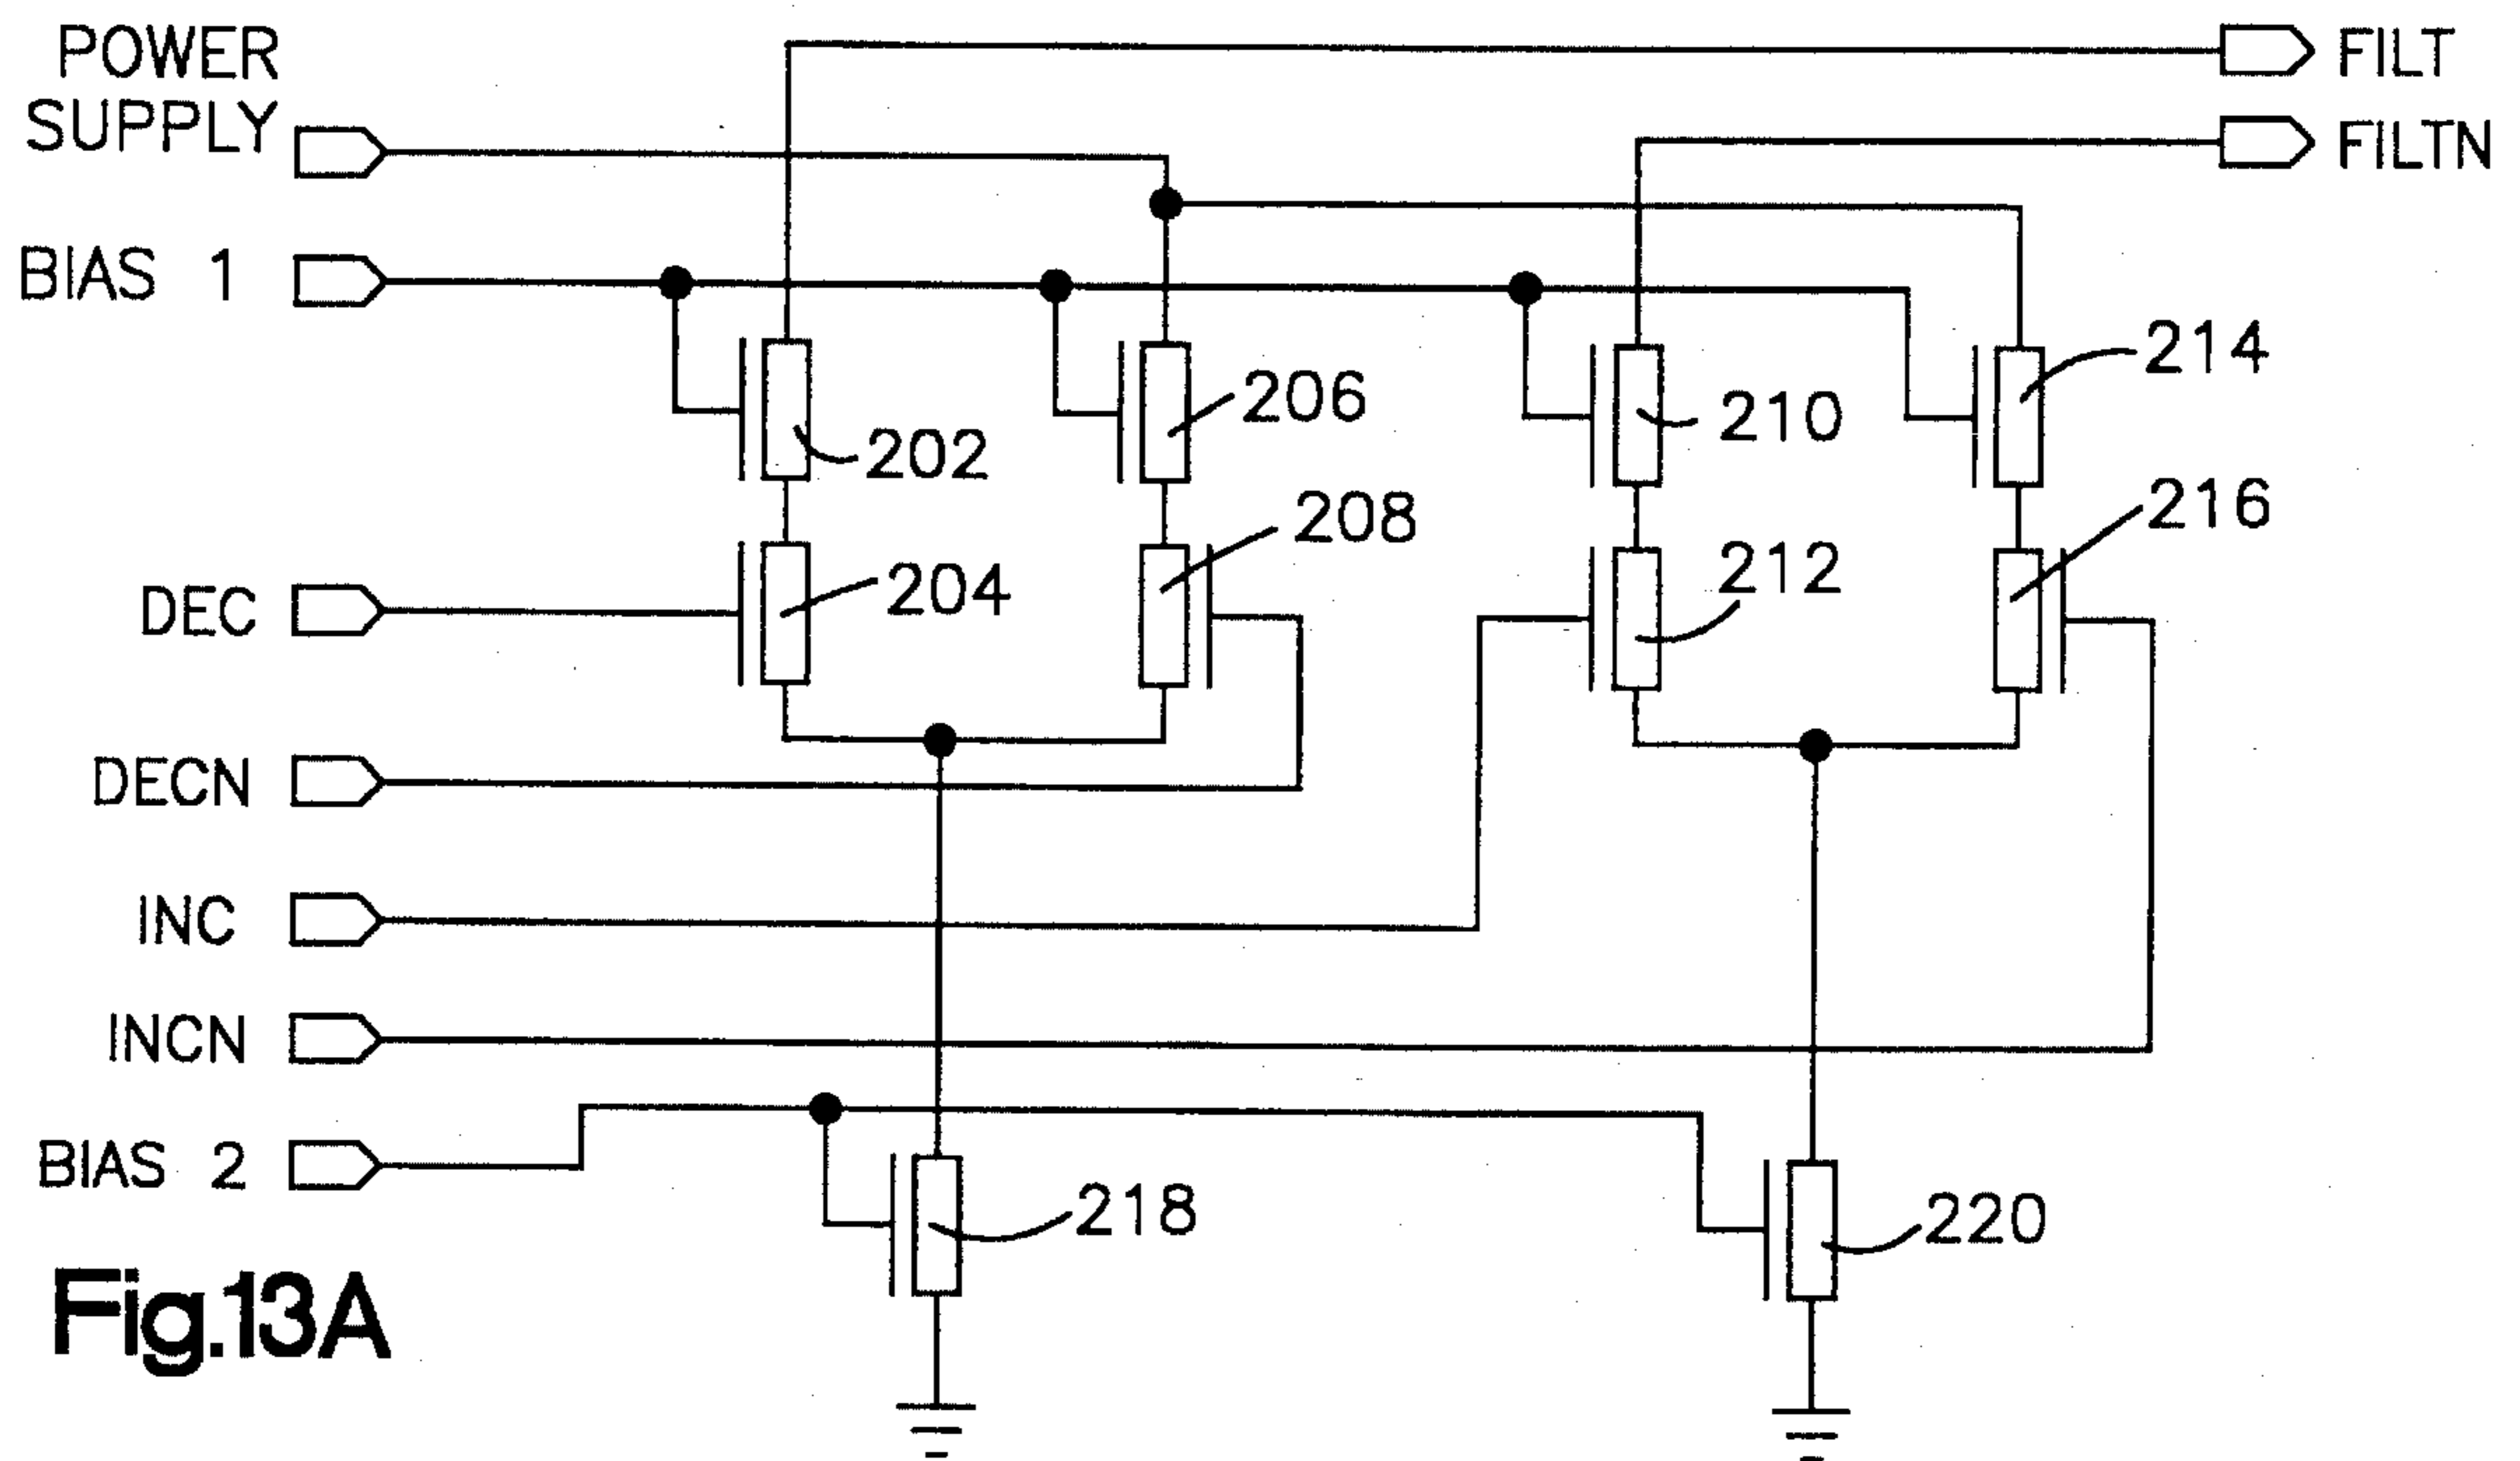 POWER
SUPPLY
FILT
FILTN
BIAS 1
214
206
210
202
216
208
212
204
DEC
DECN
INC
INCN
BIAS 2
218
220
Fig.13A